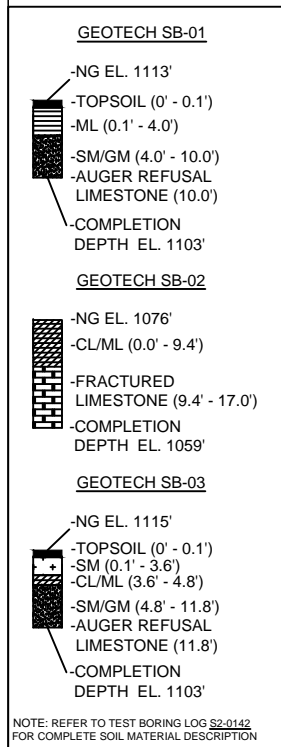 GEOTECH SB-01
-NG EL. 1113'
-TOPSOIL (0' - 0.1')
-ML (0.1' - 4.0')
-SM/GM (4.0' - 10.0')
-AUGER REFUSAL
LIMESTONE (10.0')
-COMPLETION
DEPTH EL. 1103'
GEOTECH SB-02
-NG EL. 1076'
-CL/ML (0.0' - 9.4')
-FRACTURED
LIMESTONE (9.4' - 17.0')
-COMPLETION
DEPTH EL. 1059'
GEOTECH SB-03
-NG EL. 1115'
-TOPSOIL (0' - 0.1')
-SM (0.1' - 3.6')
-CL/ML (3.6' - 4.8')
-SM/GM (4.8' - 11.8')
-AUGER REFUSAL
LIMESTONE (11.8')
-COMPLETION
DEPTH EL. 1103'
NOTE: REFER TO TEST BORING LOG S2-0142
FOR COMPLETE SOIL MATERIAL DESCRIPTION